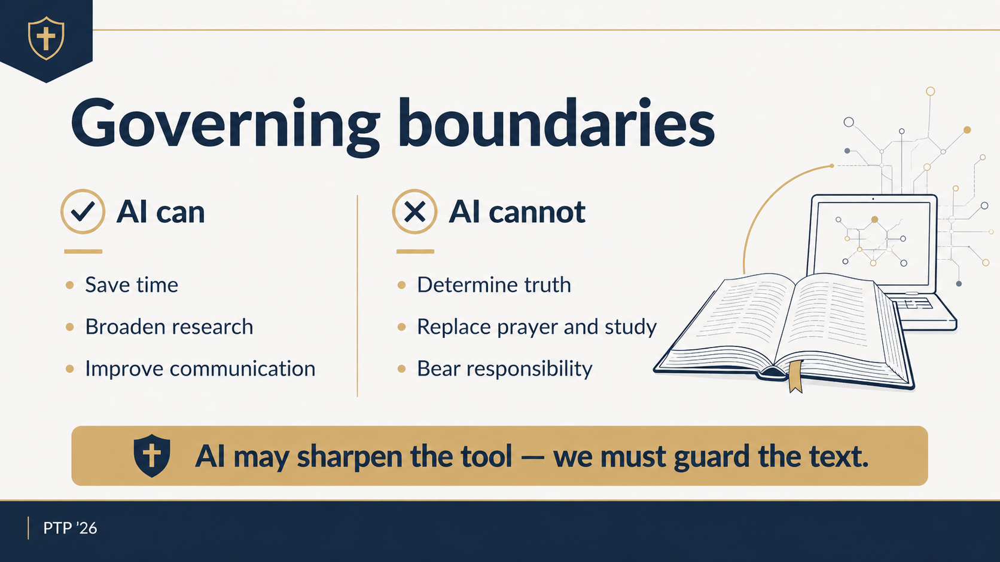 Governing boundaries
AI can
Save time
Broaden research
Improve communication
AI cannot
Determine truth
Replace prayer and study
Bear responsibility
AI may sharpen the tool — we must guard the text.
PTP ’26